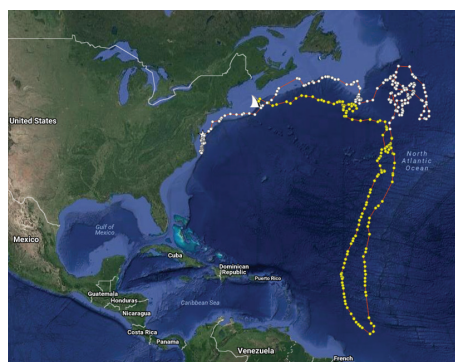 United States
North
Atlantic
Ocean
Gulf of
Mexico
Mexico
Cuba
Dominican
Republic
Puerto Rico
Guatemala
Honduras
Caribbean Sea
Nicaragua
Costa Rica
Panama
Venezuela
French